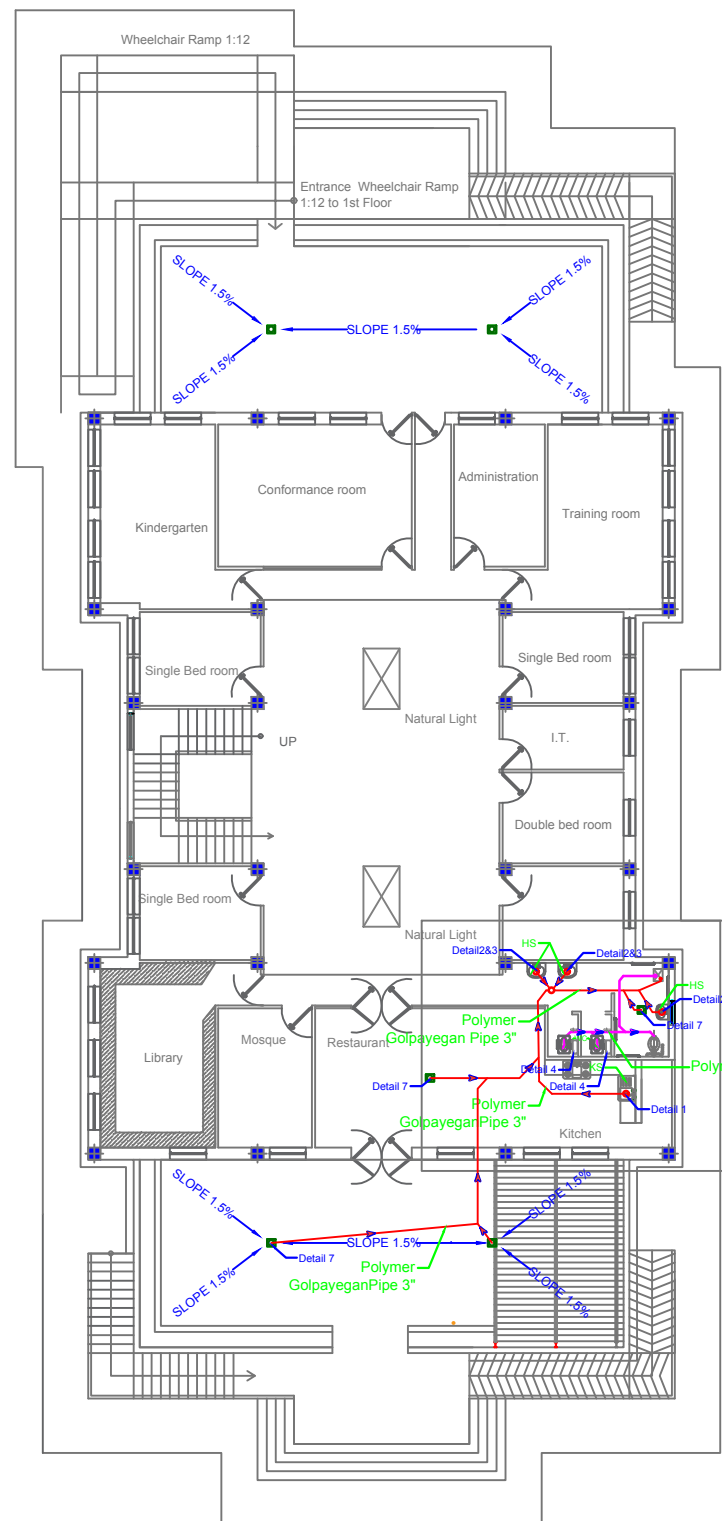 Wheelchair Ramp 1:12
Entrance Wheelchair Ramp
1:12 to 1st Floor
SLOPE 1.5%
SLOPE 1.5%
SLOPE 1.5%
SLOPE 1.5%
SLOPE 1.5%
Kindergarten
Conformance room
Administration
Training room
Single Bed room
Natural Light
Single Bed room
UP
I.T.
Double bed room
Single Bed room
Natural Light
Detail2&3
HS
Detail2&3
HS
Detail2
Detail 7
Library
Mosque
Restaurant
Polymer
Golpayegan Pipe 3"
Detail 7
Detail 4
Detail 4
KS
Poly
Polymer
GolpayeganPipe 3"
Detail 1
Kitchen
SLOPE 1.5%
SLOPE 1.5%
SLOPE 1.5%
Detail 7
Polymer
GolpayeganPipe 3"
SLOPE 1.5%
SLOPE 1.5%